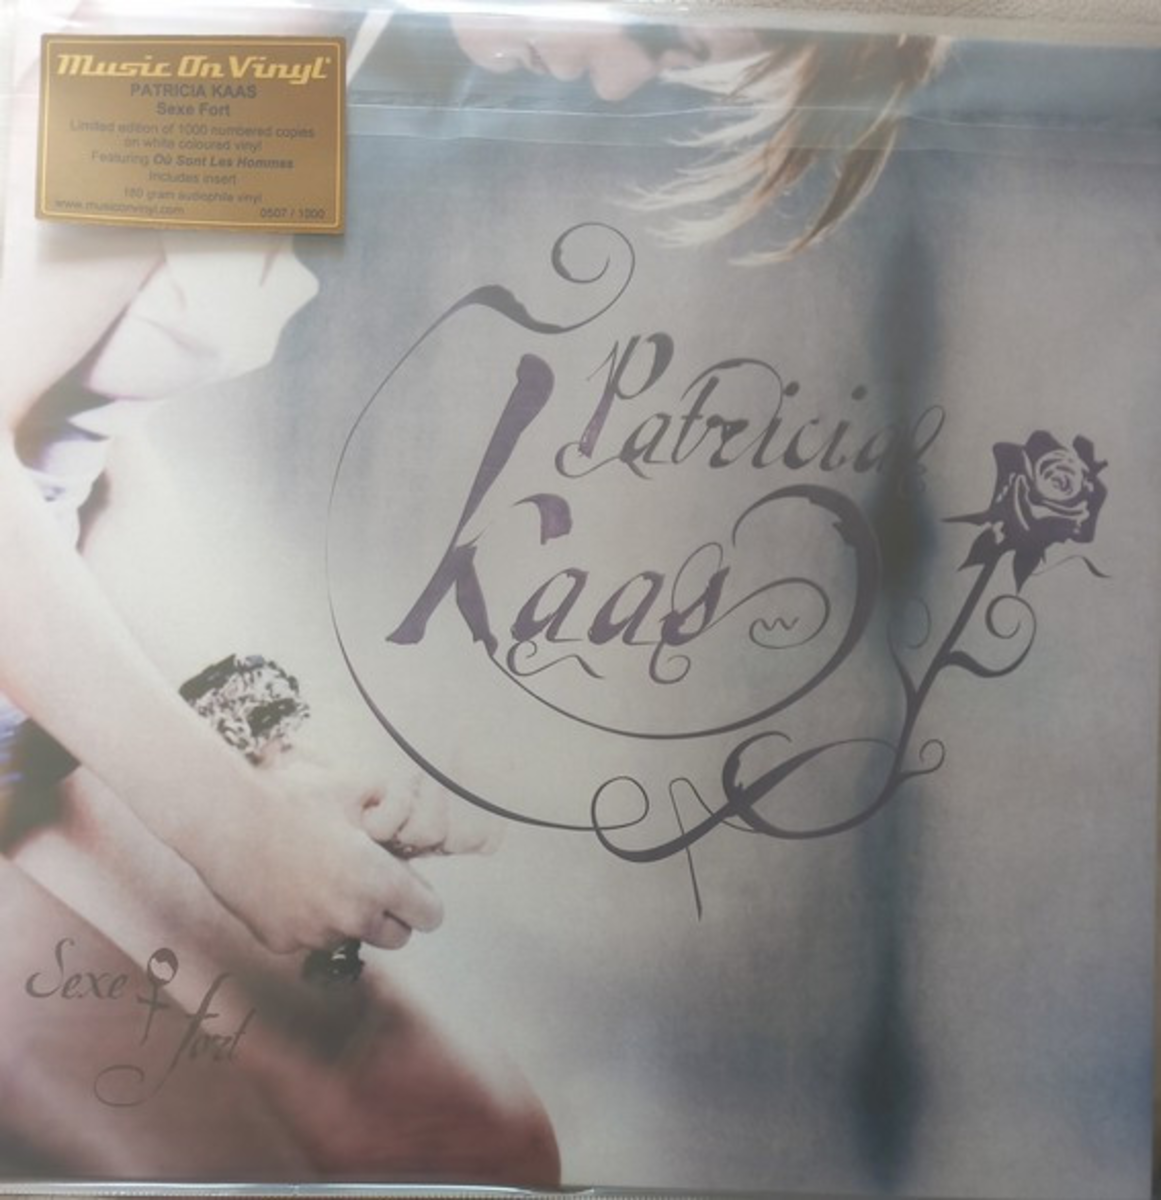 Music On Vinyl
PATRICIA KAAS
Sexe Fort
Limited edition of 1000 numbered copies
on white coloured vinyl
Featuring Où Sont Les Hommes
Includes insert
180 gram audiophile vinyl
www.musiconvinyl.com 0507 / 1000
Patricia
Kaas
Sexe
fort